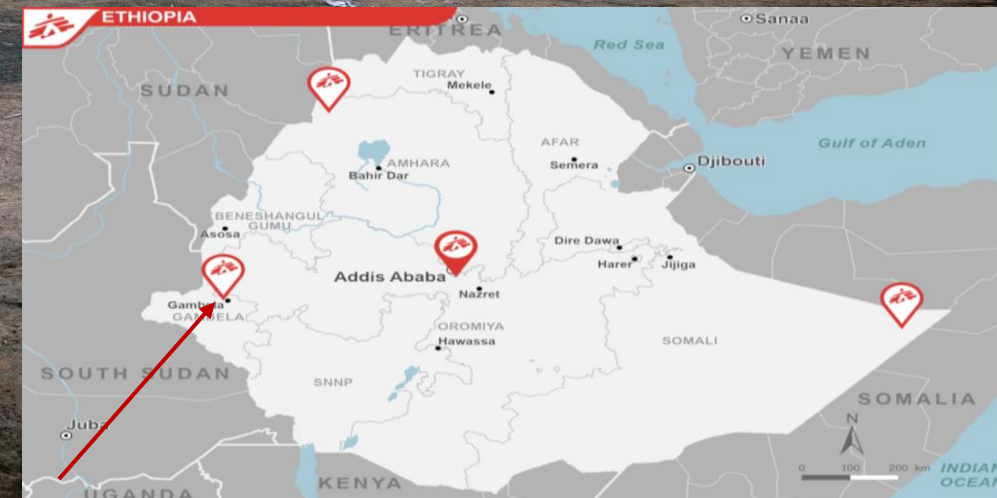 ETHIOPIA
ERITREA
Sanaa
Red Sea
YEMEN
TIGRAY
Mekele
SUDAN
AFAR
Gulf of Aden
AMHARA
Semera
Djibouti
Bahir Dar
BENESHANGUL
GUMU
Asosa
Dire Dawa
Harer
Jijiga
Addis Ababa
Nazret
Gambela
GAMBELA
OROMIYA
Hawassa
SOMALI
SOUTH SUDAN
SNNP
SOMALIA
Juba
N
0 100 200 km
INDIAN
OCEAN
KENYA
UGANDA